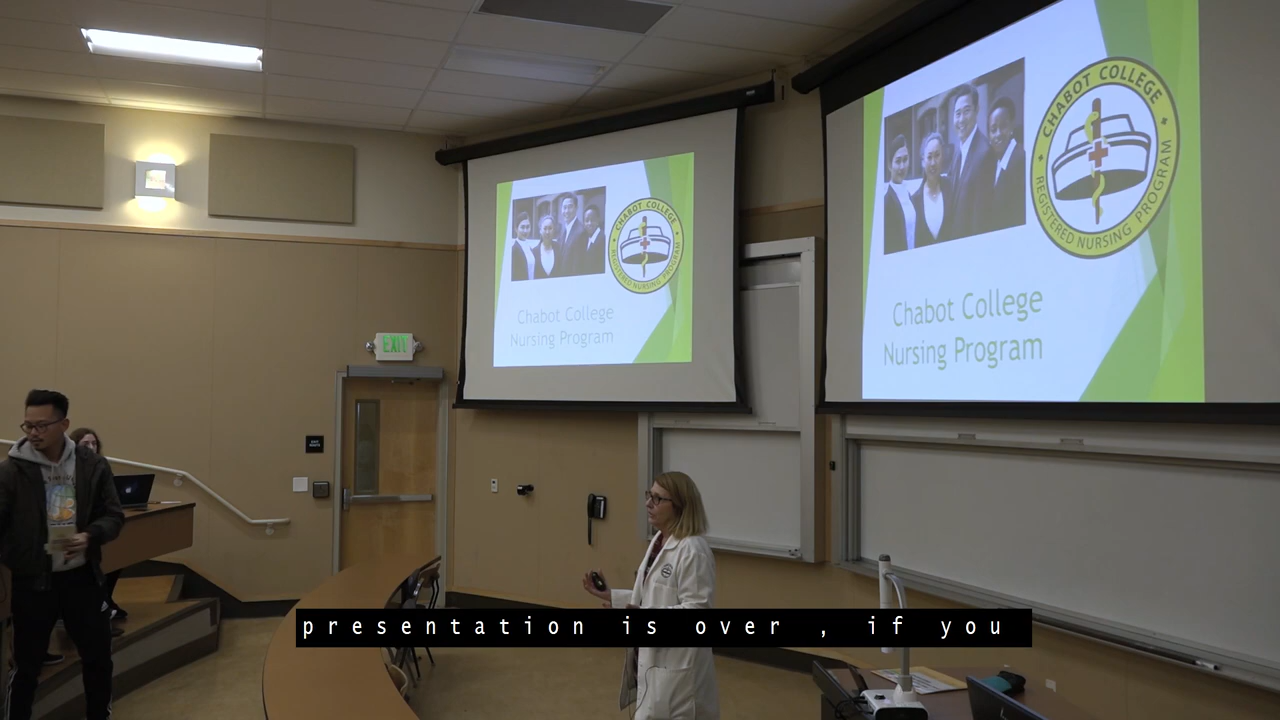 CHABOT COLLEGE
REGISTERED NURSING PROGRAM
Chabot College
Nursing Program
CHABOT COLLEGE
REGISTERED NURSING PROGRAM
Chabot College
Nursing Program
EXIT
presentation is over , if you